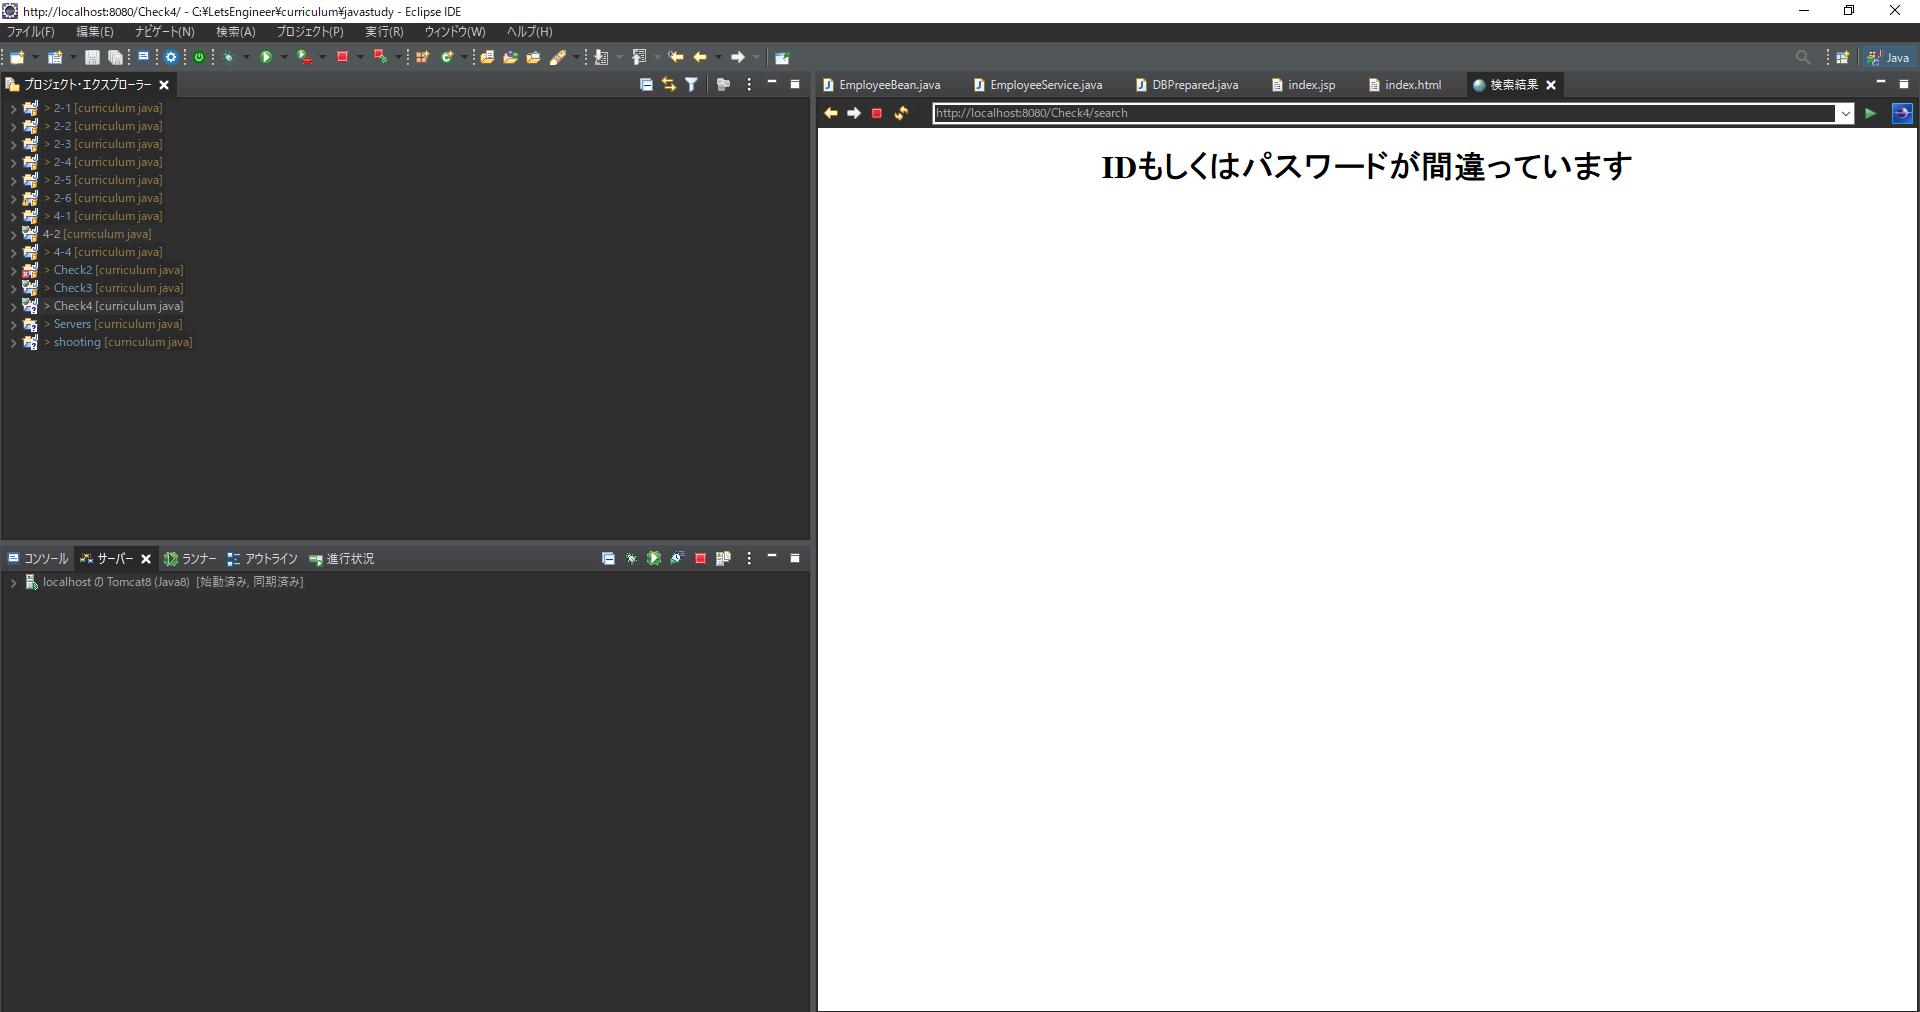 http://localhost:8080/Check4/ - C:¥LetsEngineer¥curriculum¥javastudy - Eclipse IDE
ファイル(F) 編集(E) ナビゲート(N) 検索(A) プロジェクト(P) 実行(R) ウィンドウ(W) ヘルプ(H)
Java
プロジェクト・エクスプローラー
> 2-1 [curriculum java]
> 2-2 [curriculum java]
> 2-3 [curriculum java]
> 2-4 [curriculum java]
> 2-5 [curriculum java]
> 2-6 [curriculum java]
> 4-1 [curriculum java]
4-2 [curriculum java]
> 4-4 [curriculum java]
> Check2 [curriculum java]
> Check3 [curriculum java]
> Check4 [curriculum java]
> Servers [curriculum java]
> shooting [curriculum java]
コンソール サーバー ランナー アウトライン 進行状況
localhost の Tomcat8 (Java8) [始動済み, 同期済み]
EmployeeBean.java EmployeeService.java DBPrepared.java index.jsp index.html 検索結果
http://localhost:8080/Check4/search
IDもしくはパスワードが間違っています